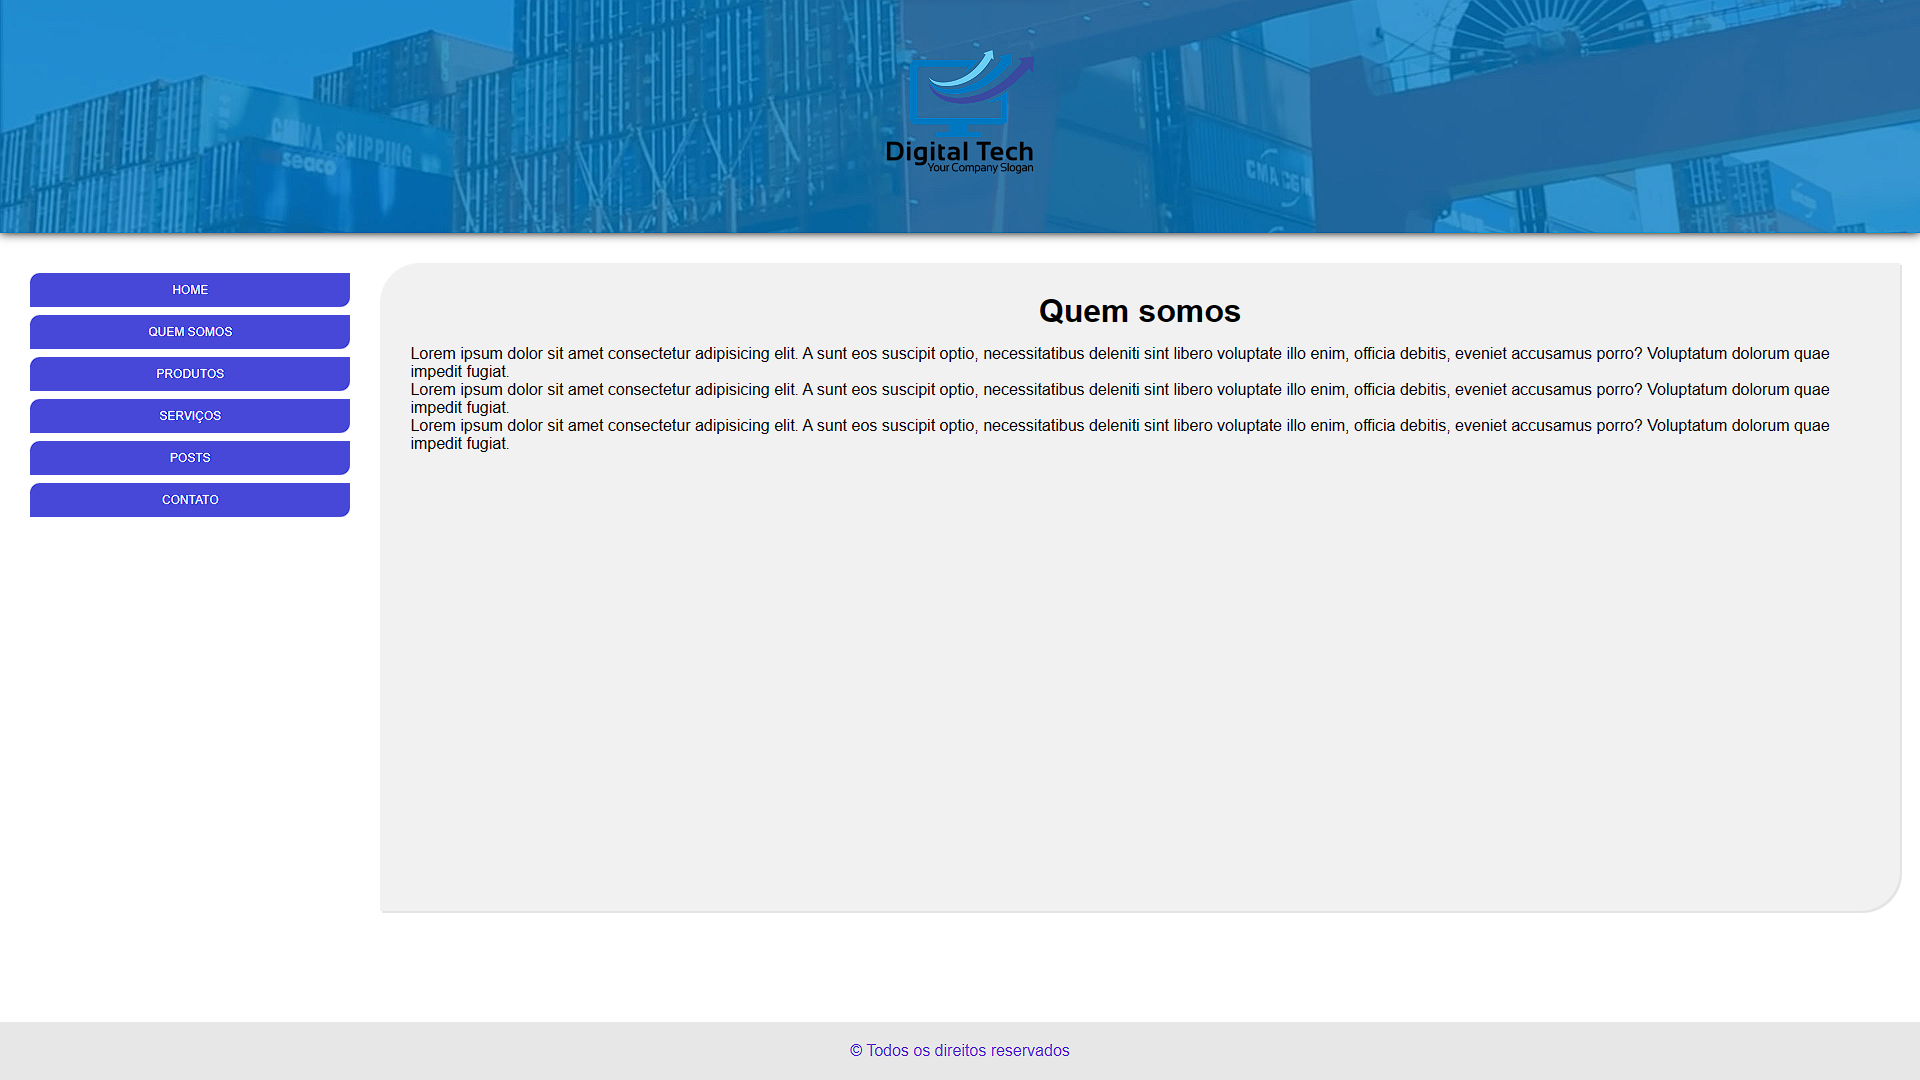 CHINA SHIPPING
seaco
Digital Tech
Your Company Slogan
CMA CGM
HOME
QUEM SOMOS
PRODUTOS
SERVIÇOS
POSTS
CONTATO
Quem somos
Lorem ipsum dolor sit amet consectetur adipisicing elit. A sunt eos suscipit optio, necessitatibus deleniti sint libero voluptate illo enim, officia debitis, eveniet accusamus porro? Voluptatum dolorum quae
impedit fugiat.
Lorem ipsum dolor sit amet consectetur adipisicing elit. A sunt eos suscipit optio, necessitatibus deleniti sint libero voluptate illo enim, officia debitis, eveniet accusamus porro? Voluptatum dolorum quae
impedit fugiat.
Lorem ipsum dolor sit amet consectetur adipisicing elit. A sunt eos suscipit optio, necessitatibus deleniti sint libero voluptate illo enim, officia debitis, eveniet accusamus porro? Voluptatum dolorum quae
impedit fugiat.
© Todos os direitos reservados